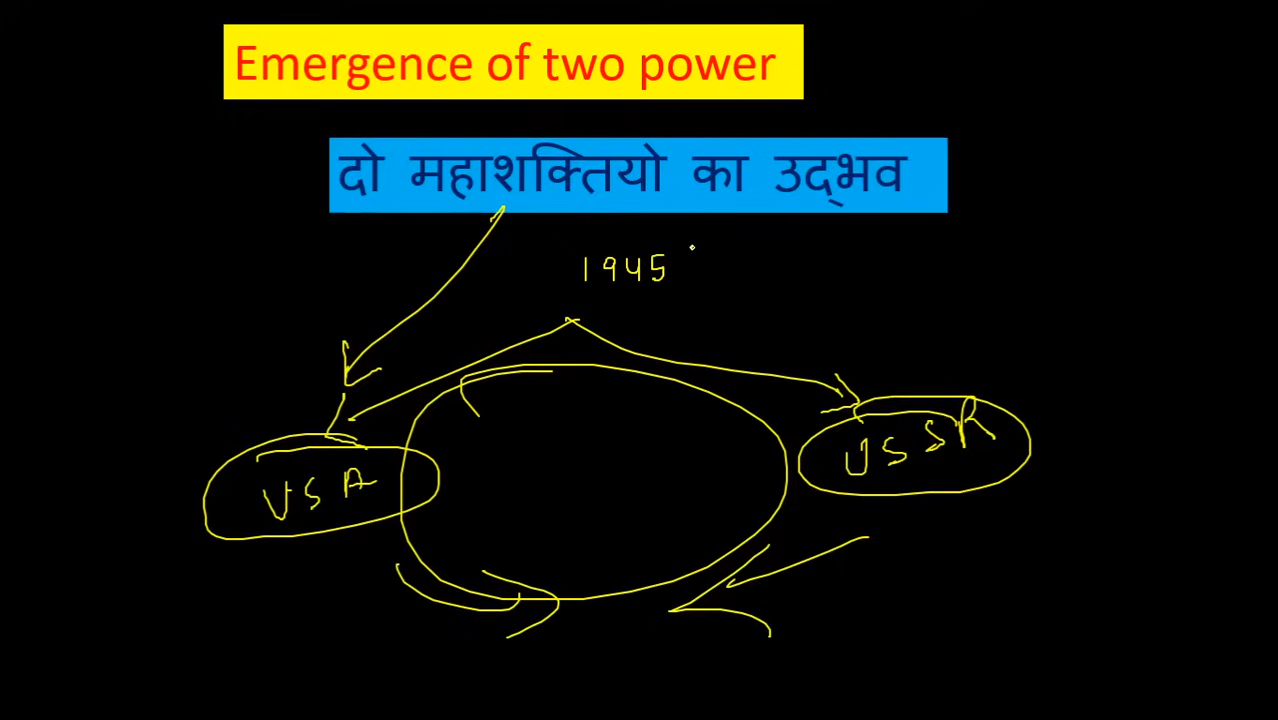 Emergence of two power
दो महाशक्तियो का उद्भव
1945
USA
USSR